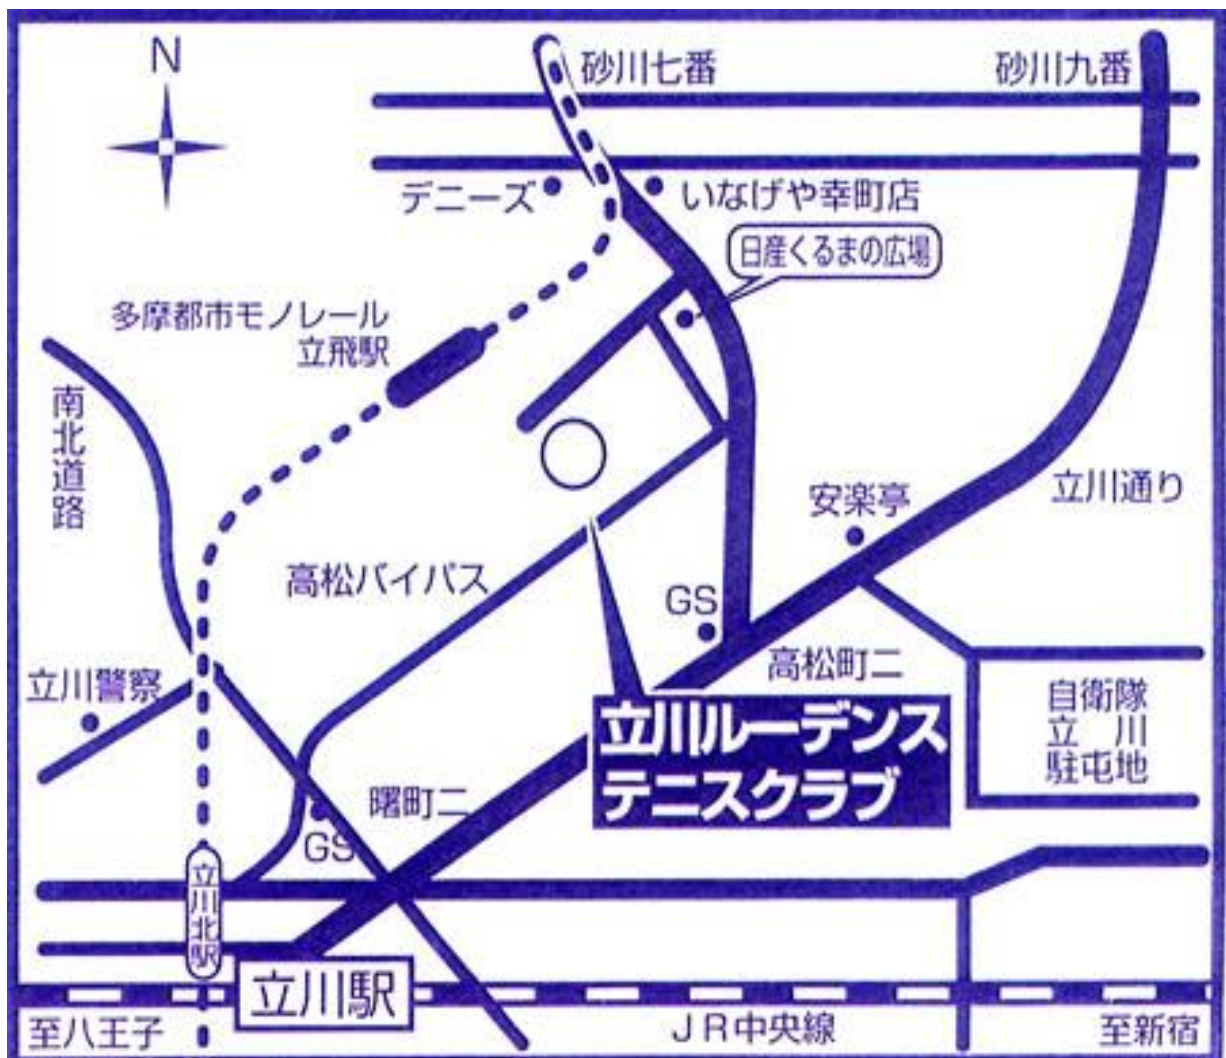 N
砂川七番
砂川九番
デニーズ
いなげや幸町店
日産くるまの広場
多摩都市モノレール
立飛駅
南北道路
立川通り
安楽亭
高松バイパス
GS
高松町二
立川警察
自衛隊
立川
駐屯地
立川ルーデンス
テニスクラブ
曙町二
GS
立川北駅
立川駅
至八王子
JR中央線
至新宿